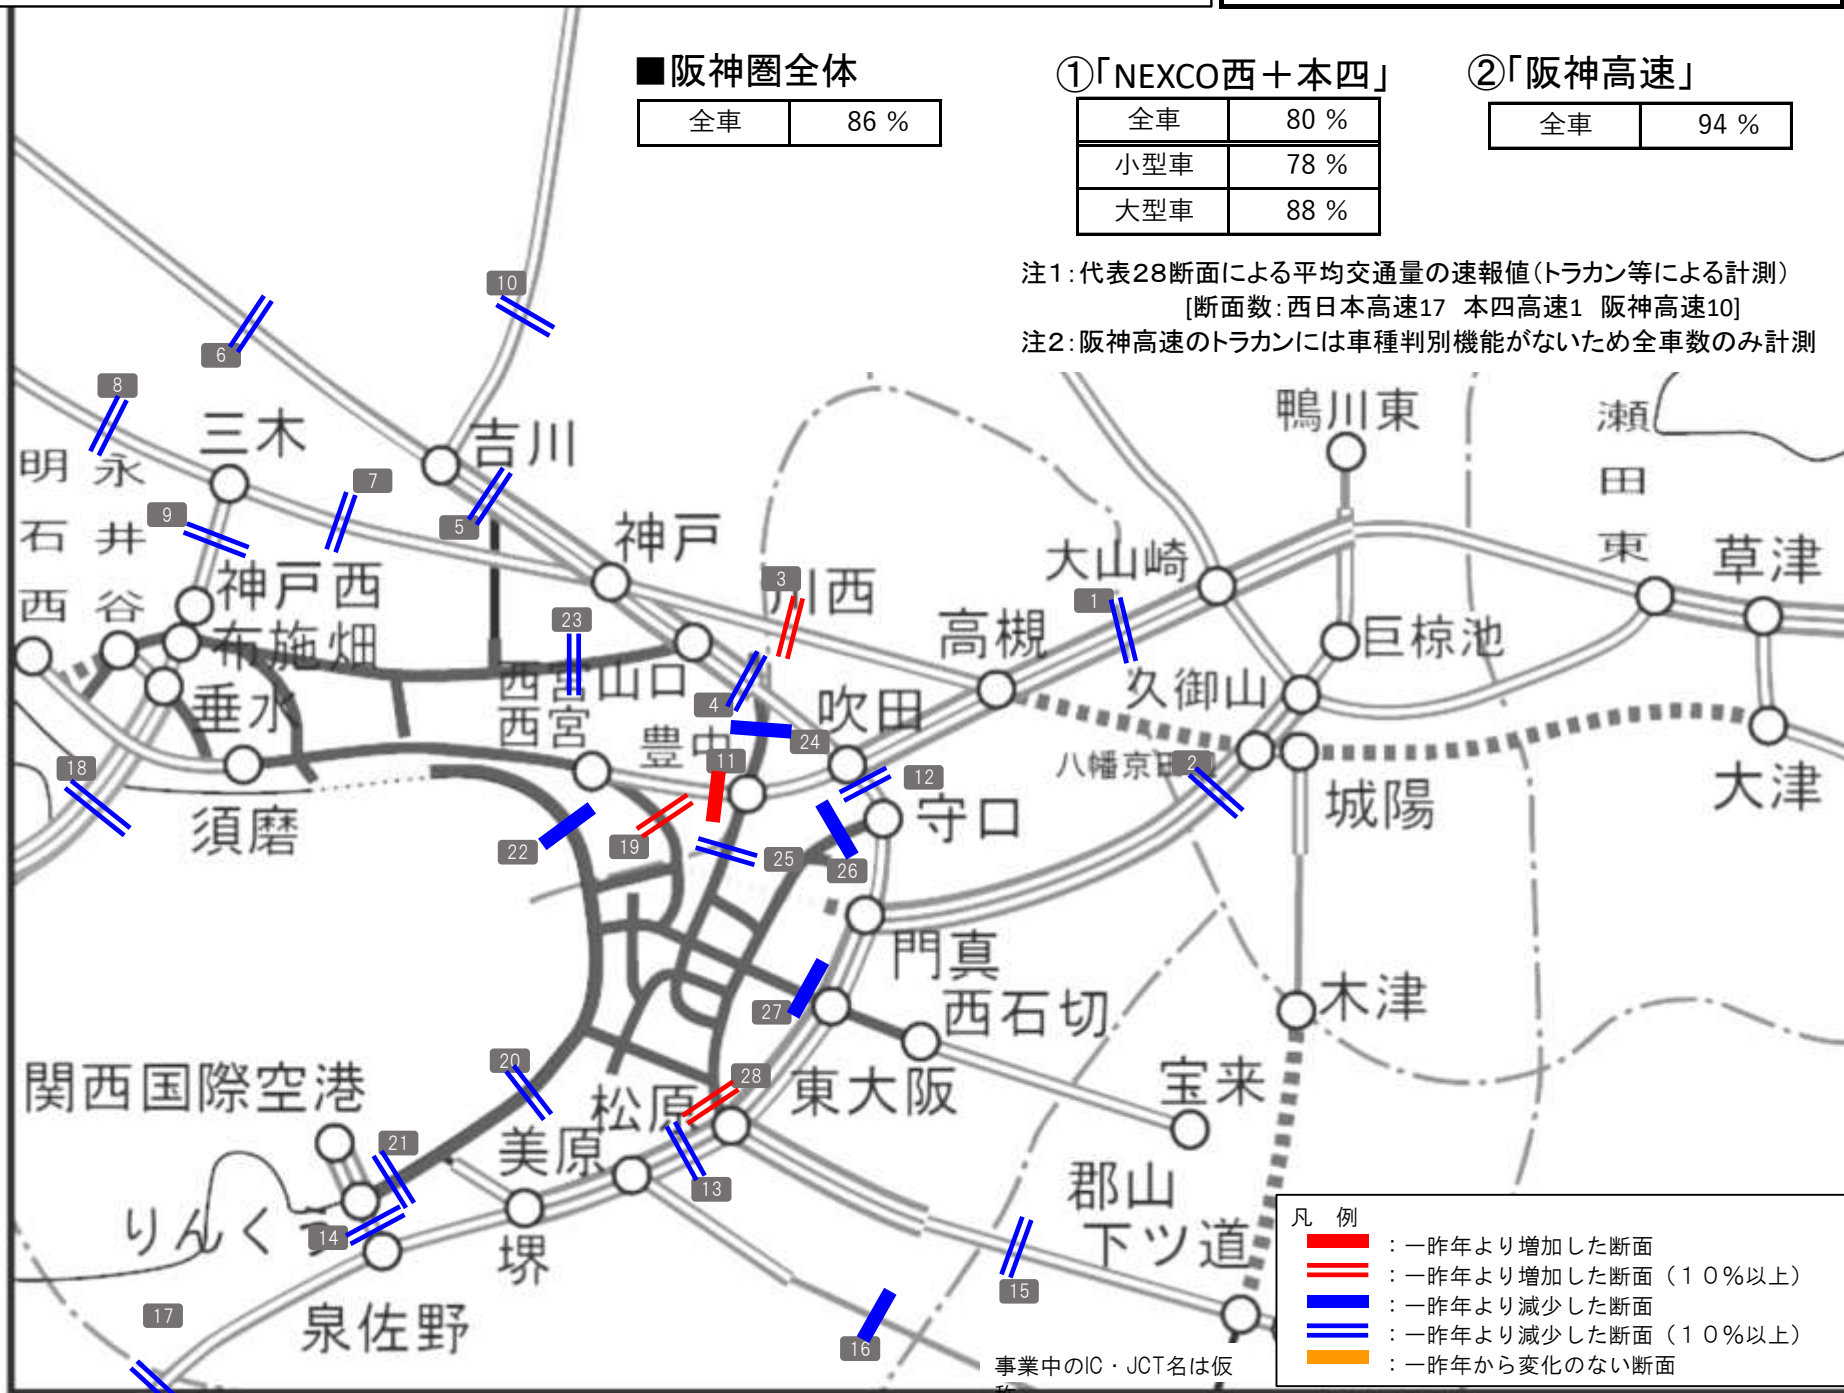 ■阪神圏全体
全車 86 %
①「NEXCO西＋本四」
全車 80 %
小型車 78 %
大型車 88 %
②「阪神高速」
全車 94 %
注1：代表28断面による平均交通量の速報値（トラカン等による計測）
[断面数：西日本高速17 本四高速1 阪神高速10]
注2：阪神高速のトラカンには車種判別機能がないため全車数のみ計測
10
6
8
三木
吉川
鴨川東
瀬田東
明石西
永井谷
7
9
5
神戸
大山崎
草津
神戸西
3
川西
1
高槻
23
布施畑
巨椋池
西宮山口
久御山
垂水
西宮
4
吹田
豊中
24
11
八幡京田
2
18
12
城陽
大津
須磨
守口
22
19
25
26
門真
27
西石切
木津
関西国際空港
20
28
松原
東大阪
宝来
21
美原
13
郡山下ツ道
りんくう
14
堺
15
17
泉佐野
16
事業中のIC・JCT名は仮
凡 例
：一昨年より増加した断面
：一昨年より増加した断面（１０％以上）
：一昨年より減少した断面
：一昨年より減少した断面（１０％以上）
：一昨年から変化のない断面